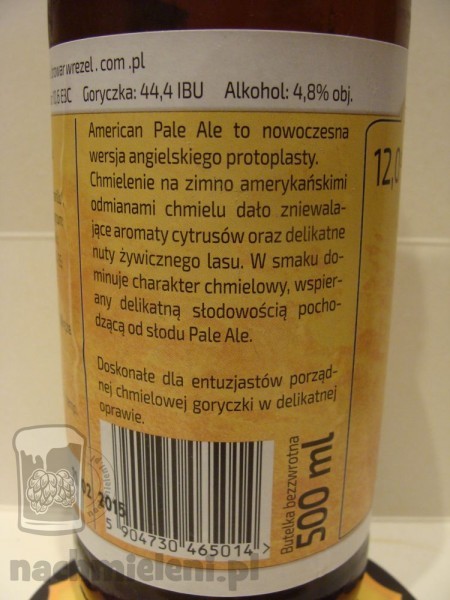 .com.pl
Goryczka: 44,4 IBU Alkohol: 4,8% obj.
American Pale Ale to nowoczesna
wersja angielskiego protoplasty.
Chmielenie na zimno amerykańskimi
odmianami chmielu dało zniewala-
jące aromaty cytrusów oraz delikatne
nuty żywicznego lasu. W smaku do-
minuje charakter chmielowy, wspier-
any delikatną słodowością pocho-
dzącą od słodu Pale Ale.
Doskonałe dla entuzjastów porząd-
nej chmielowej goryczki w delikatnej
oprawie.
02 2015
5 904730 465014 >
Butelka bezzwrotna
500 ml
12,0
nachmieleni.pl